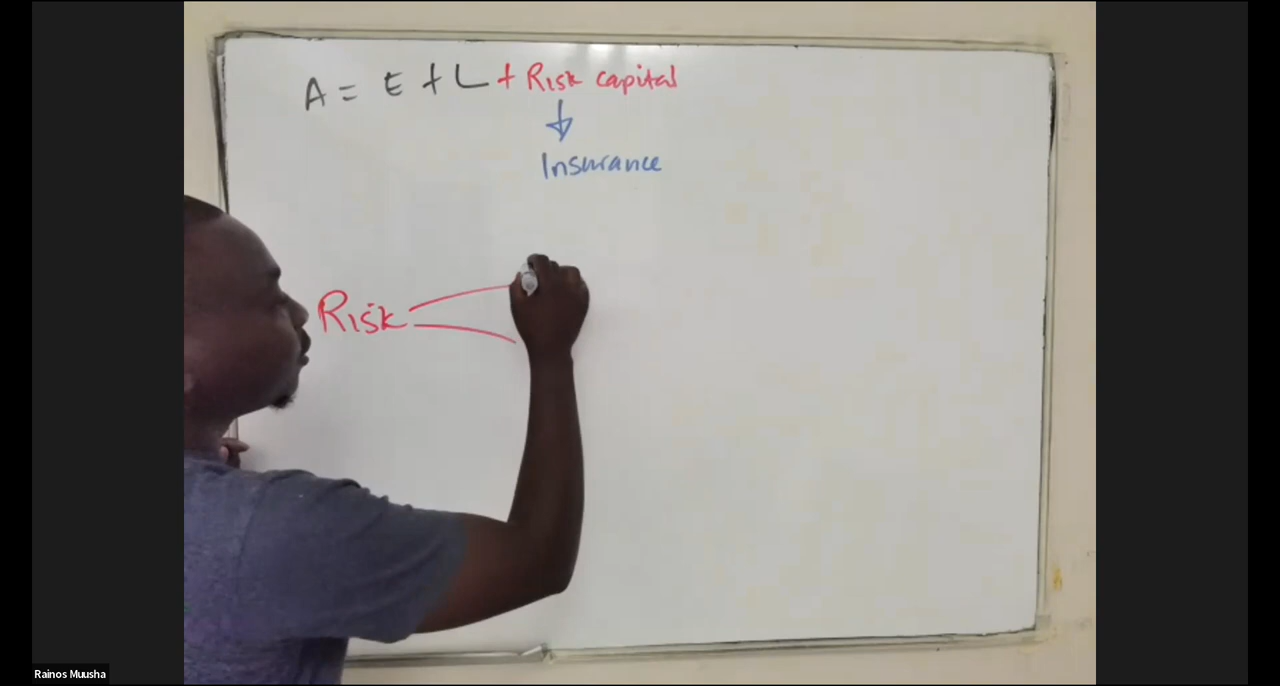 A = E + L + Risk capital
↓
Insurance
Risk
Rainos Muusha